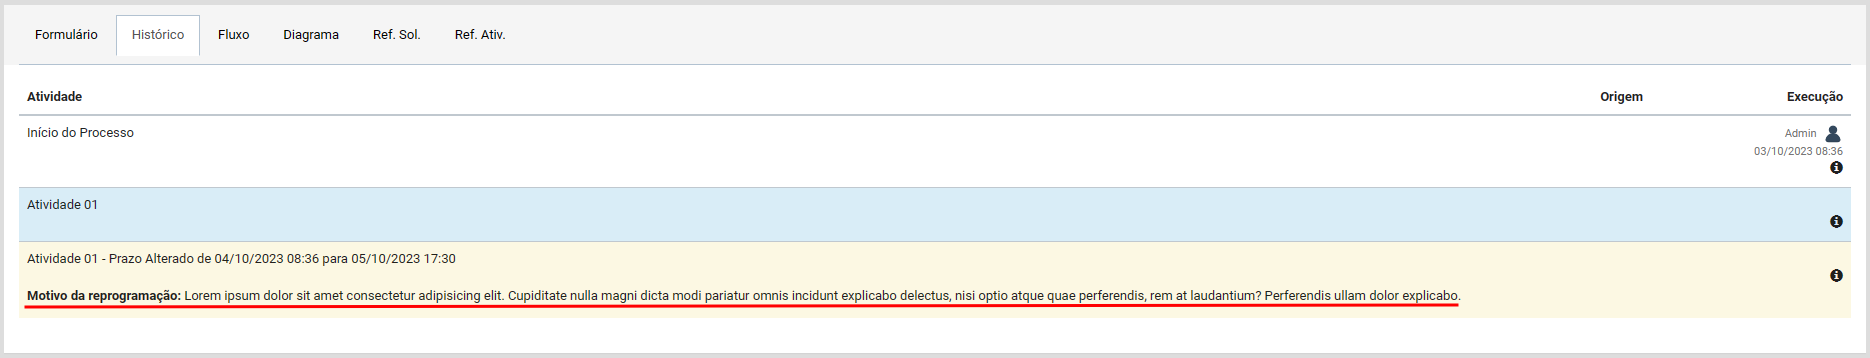 Formulário Histórico Fluxo Diagrama Ref. Sol. Ref. Ativ.
Atividade Origem Execução
Início do Processo Admin
03/10/2023 08:36
Atividade 01
Atividade 01 - Prazo Alterado de 04/10/2023 08:36 para 05/10/2023 17:30
Motivo da reprogramação: Lorem ipsum dolor sit amet consectetur adipisicing elit. Cupiditate nulla magni dicta modi pariatur omnis incidunt explicabo delectus, nisi optio atque quae perferendis, rem at laudantium? Perferendis ullam dolor explicabo.